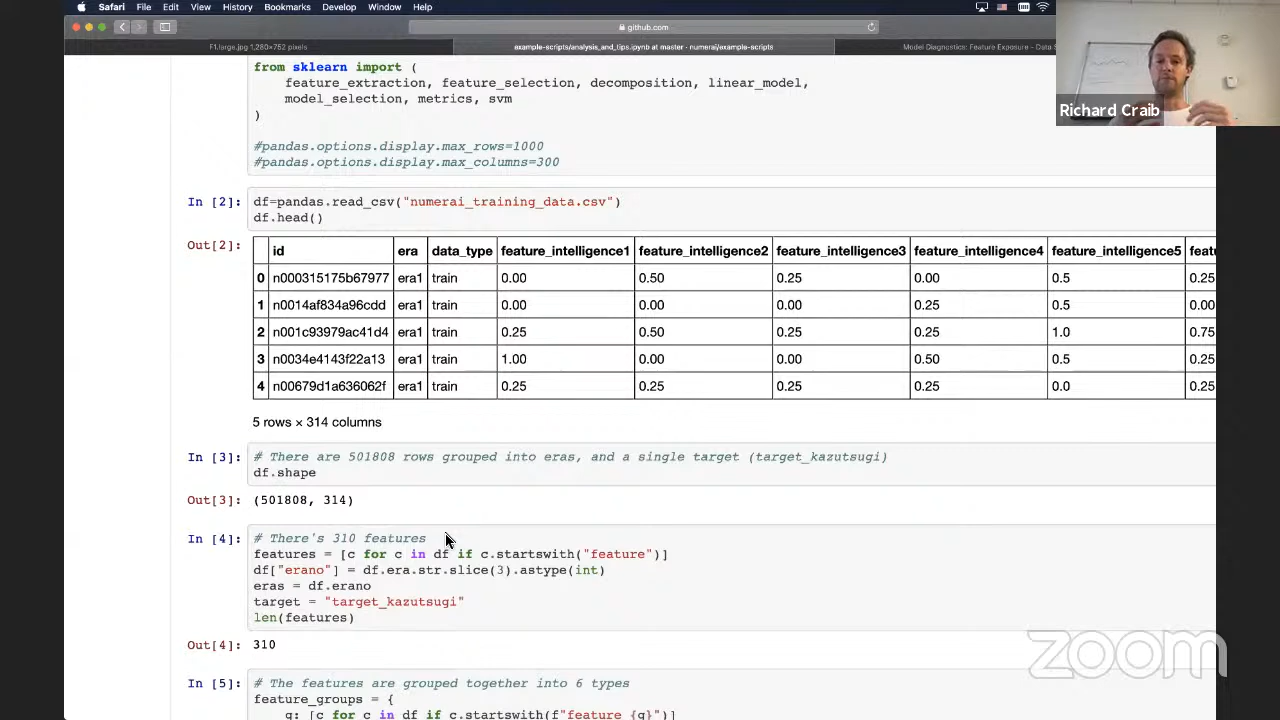 Safari File Edit View History Bookmarks Develop Window Help
github.com
F1.large.jpg 1,280×752 pixels
example-scripts/analysis_and_tips.ipynb at master · numerai/example-scripts
Model Diagnostics: Feature Exposure - Data S
from sklearn import (
feature_extraction, feature_selection, decomposition, linear_model,
model_selection, metrics, svm
)
#pandas.options.display.max_rows=1000
#pandas.options.display.max_columns=300
Richard Craib
In [2]: df=pandas.read_csv("numerai_training_data.csv")
df.head()
Out[2]:
id era data_type feature_intelligence1 feature_intelligence2 feature_intelligence3 feature_intelligence4 feature_intelligence5 featu
0 n000315175b67977 era1 train 0.00 0.50 0.25 0.00 0.5 0.25
1 n0014af834a96cdd era1 train 0.00 0.00 0.00 0.25 0.5 0.00
2 n001c93979ac41d4 era1 train 0.25 0.50 0.25 0.25 1.0 0.75
3 n0034e4143f22a13 era1 train 1.00 0.00 0.00 0.50 0.5 0.25
4 n00679d1a636062f era1 train 0.25 0.25 0.25 0.25 0.0 0.25
5 rows × 314 columns
In [3]: # There are 501808 rows grouped into eras, and a single target (target_kazutsugi)
df.shape
Out[3]: (501808, 314)
In [4]: # There's 310 features
features = [c for c in df if c.startswith("feature")]
df["erano"] = df.era.str.slice(3).astype(int)
eras = df.erano
target = "target_kazutsugi"
len(features)
Out[4]: 310
In [5]: # The features are grouped together into 6 types
feature_groups = {
g: [c for c in df if c.startswith(f"feature_{g}")]
zoom